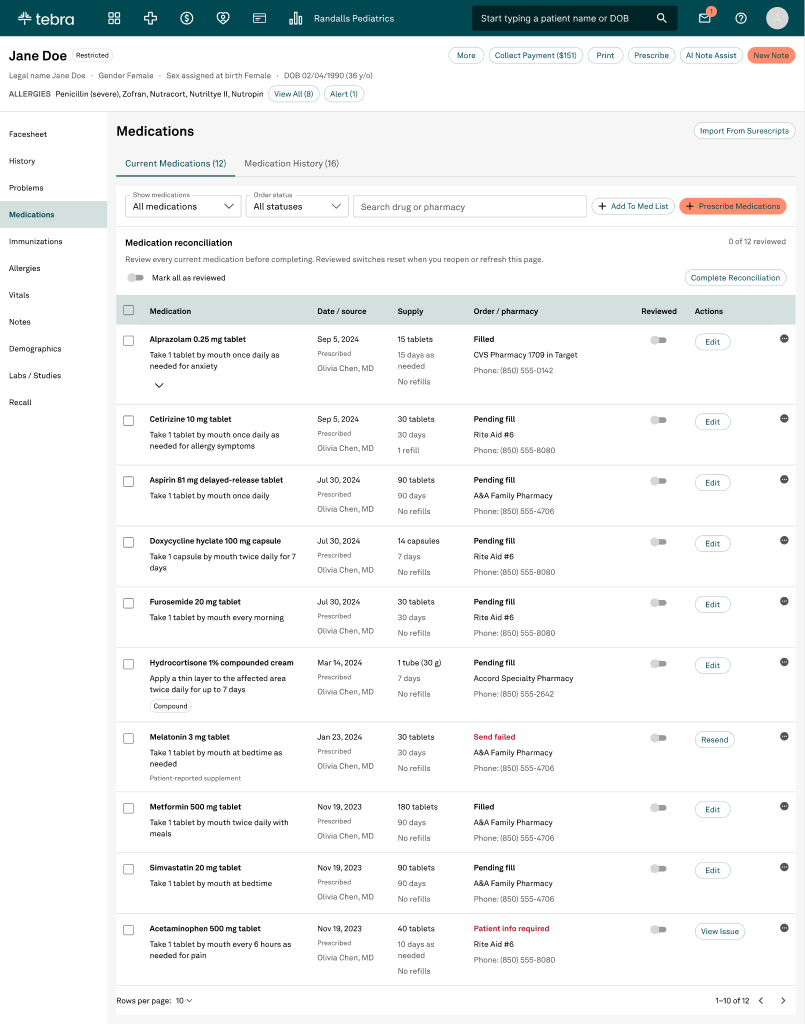 tebra
Randalls Pediatrics
Start typing a patient name or DOB
1
A
Jane Doe Restricted
More
Collect Payment ($151)
Print
Prescribe
AI Note Assist
New Note
Legal name Jane Doe · Gender Female · Sex assigned at birth Female · DOB 02/04/1990 (36 y/o)
ALLERGIES Penicillin (severe), Zofran, Nutracort, Nutriltye II, Nutropin View All (8) Alert (1)
Facesheet
History
Problems
Medications
Immunizations
Allergies
Vitals
Notes
Demographics
Labs / Studies
Recall
Medications
Import From Surescripts
Current Medications (12) Medication History (16)
Show medications
All medications
Order status
All statuses
Search drug or pharmacy
Add To Med List
Prescribe Medications
Medication reconciliation
0 of 12 reviewed
Review every current medication before completing. Reviewed switches reset when you reopen or refresh this page.
Mark all as reviewed
Complete Reconciliation
Medication Date / source Supply Order / pharmacy Reviewed Actions
Alprazolam 0.25 mg tablet
Take 1 tablet by mouth once daily as
needed for anxiety
Sep 5, 2024
Prescribed
Olivia Chen, MD
15 tablets
15 days as
needed
No refills
Filled
CVS Pharmacy 1709 in Target
Phone: (850) 555-0142
Edit
Cetirizine 10 mg tablet
Take 1 tablet by mouth once daily as
needed for allergy symptoms
Sep 5, 2024
Prescribed
Olivia Chen, MD
30 tablets
30 days
1 refill
Pending fill
Rite Aid #6
Phone: (850) 555-8080
Edit
Aspirin 81 mg delayed-release tablet
Take 1 tablet by mouth once daily
Jul 30, 2024
Prescribed
Olivia Chen, MD
90 tablets
90 days
No refills
Pending fill
A&A Family Pharmacy
Phone: (850) 555-4706
Edit
Doxycycline hyclate 100 mg capsule
Take 1 capsule by mouth twice daily for 7
days
Jul 30, 2024
Prescribed
Olivia Chen, MD
14 capsules
7 days
No refills
Pending fill
Rite Aid #6
Phone: (850) 555-8080
Edit
Furosemide 20 mg tablet
Take 1 tablet by mouth every morning
Jul 30, 2024
Prescribed
Olivia Chen, MD
30 tablets
30 days
No refills
Pending fill
Rite Aid #6
Phone: (850) 555-8080
Edit
Hydrocortisone 1% compounded cream
Apply a thin layer to the affected area
twice daily for up to 7 days
Compound
Mar 14, 2024
Prescribed
Olivia Chen, MD
1 tube (30 g)
7 days
No refills
Pending fill
Accord Specialty Pharmacy
Phone: (850) 555-2642
Edit
Melatonin 3 mg tablet
Take 1 tablet by mouth at bedtime as
needed
Patient-reported supplement
Jan 23, 2024
Prescribed
Olivia Chen, MD
30 tablets
30 days
No refills
Send failed
A&A Family Pharmacy
Phone: (850) 555-4706
Resend
Metformin 500 mg tablet
Take 1 tablet by mouth twice daily with
meals
Nov 19, 2023
Prescribed
Olivia Chen, MD
180 tablets
90 days
No refills
Filled
A&A Family Pharmacy
Phone: (850) 555-4706
Edit
Simvastatin 20 mg tablet
Take 1 tablet by mouth at bedtime
Nov 19, 2023
Prescribed
Olivia Chen, MD
90 tablets
90 days
No refills
Pending fill
A&A Family Pharmacy
Phone: (850) 555-4706
Edit
Acetaminophen 500 mg tablet
Take 1 tablet by mouth every 6 hours as
needed for pain
Nov 19, 2023
Prescribed
Olivia Chen, MD
40 tablets
10 days as
needed
No refills
Patient info required
Rite Aid #6
Phone: (850) 555-8080
View Issue
Rows per page: 10
1–10 of 12